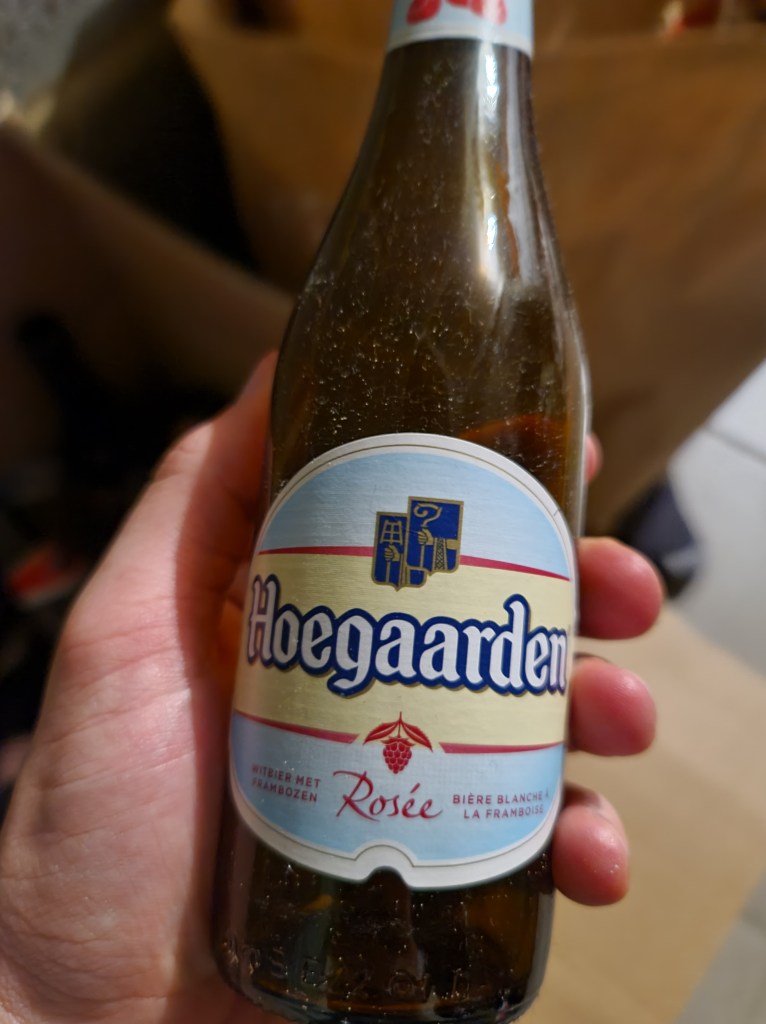 Hoegaarden
WITBIER MET
FRAMBOZEN
Rosée
BIÈRE BLANCHE À
LA FRAMBOISE